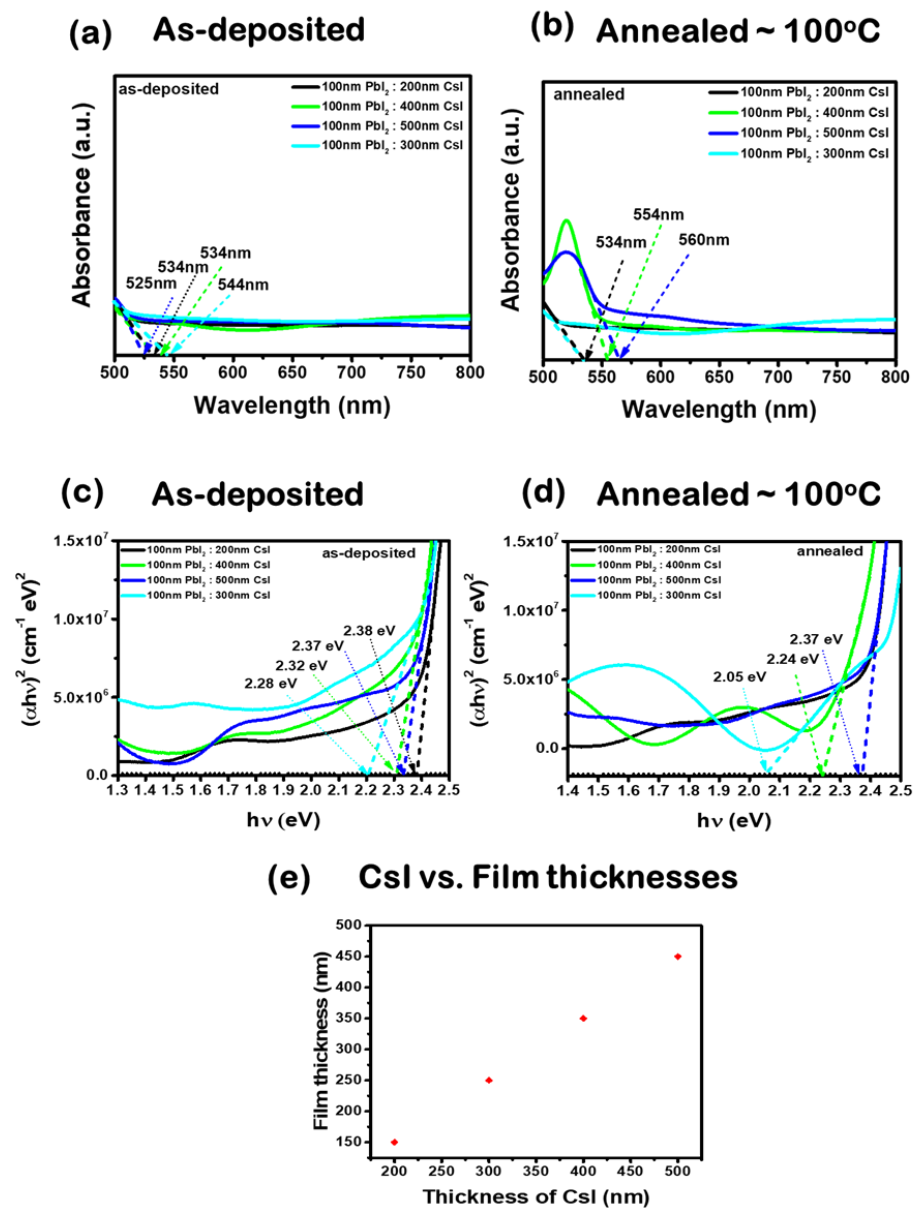 (a) As-deposited
as-deposited
100nm PbI₂ : 200nm CsI
100nm PbI₂ : 400nm CsI
100nm PbI₂ : 500nm CsI
100nm PbI₂ : 300nm CsI
534nm
534nm
525nm
544nm
Absorbance (a.u.)
500 550 600 650 700 750 800
Wavelength (nm)
(b) Annealed ~ 100ºC
annealed
100nm PbI₂ : 200nm CsI
100nm PbI₂ : 400nm CsI
100nm PbI₂ : 500nm CsI
100nm PbI₂ : 300nm CsI
554nm
534nm
560nm
Absorbance (a.u.)
500 550 600 650 700 750 800
Wavelength (nm)
(c) As-deposited
100nm PbI₂ : 200nm CsI
100nm PbI₂ : 400nm CsI
100nm PbI₂ : 500nm CsI
100nm PbI₂ : 300nm CsI
as-deposited
2.38 eV
2.37 eV
2.32 eV
2.28 eV
(αhν)² (cm⁻¹ eV)²
1.5x10⁷
1.0x10⁷
5.0x10⁶
0.0
1.3 1.4 1.5 1.6 1.7 1.8 1.9 2.0 2.1 2.2 2.3 2.4 2.5
hν (eV)
(d) Annealed ~ 100ºC
100nm PbI₂ : 200nm CsI
100nm PbI₂ : 400nm CsI
100nm PbI₂ : 500nm CsI
100nm PbI₂ : 300nm CsI
annealed
2.37 eV
2.24 eV
2.05 eV
(αhν)² (cm⁻¹ eV)²
1.5x10⁷
1.0x10⁷
5.0x10⁶
0.0
1.4 1.5 1.6 1.7 1.8 1.9 2.0 2.1 2.2 2.3 2.4 2.5
hν (eV)
(e) CsI vs. Film thicknesses
Film thickness (nm)
500
450
400
350
300
250
200
150
200 250 300 350 400 450 500
Thickness of CsI (nm)